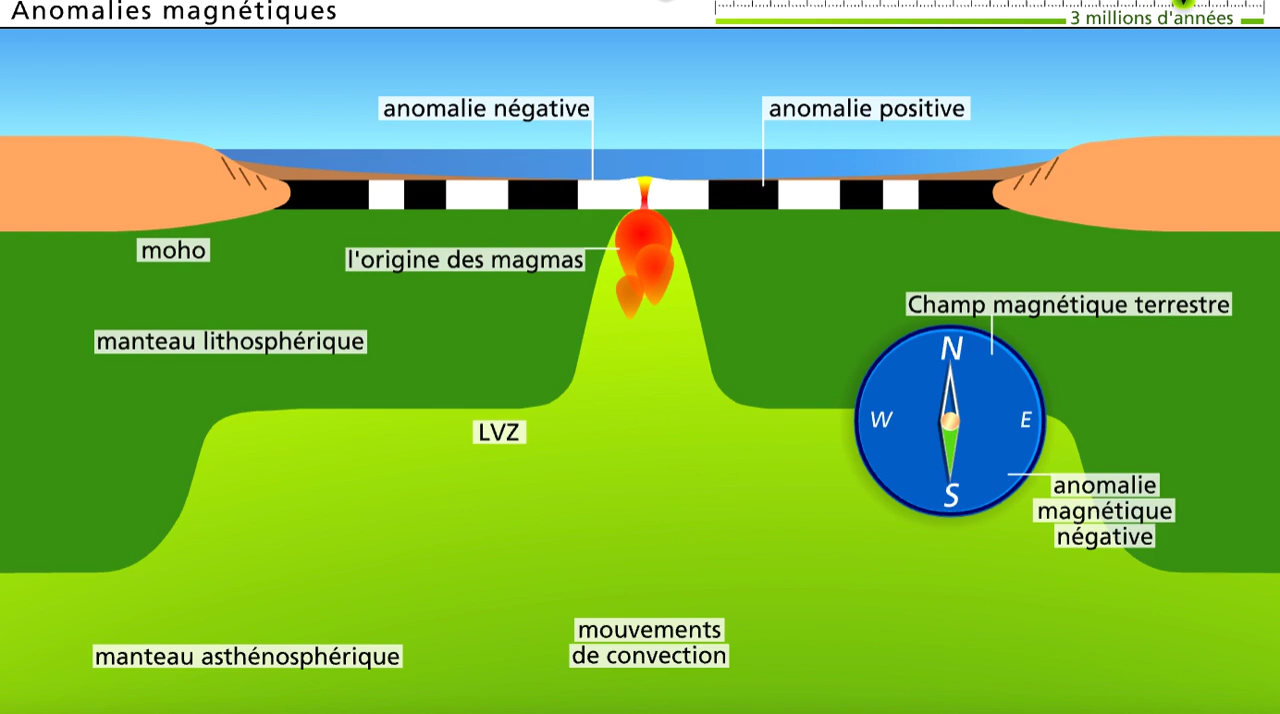 Anomalies magnétiques
3 millions d'années
anomalie négative
anomalie positive
moho
l'origine des magmas
Champ magnétique terrestre
manteau lithosphérique
N
W
E
S
LVZ
anomalie
magnétique
négative
mouvements
de convection
manteau asthénosphérique